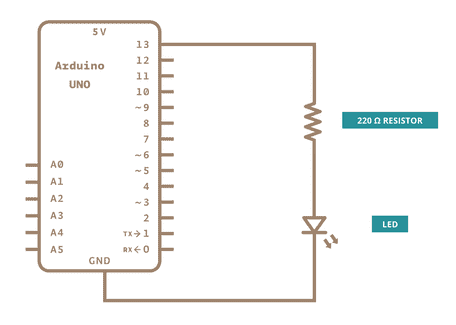 5V
Arduino
UNO
13
12
11
10
~9
8
7
~6
~5
4
~3
2
TX→1
RX←0
A0
A1
A2
A3
A4
A5
GND
220 Ω RESISTOR
LED